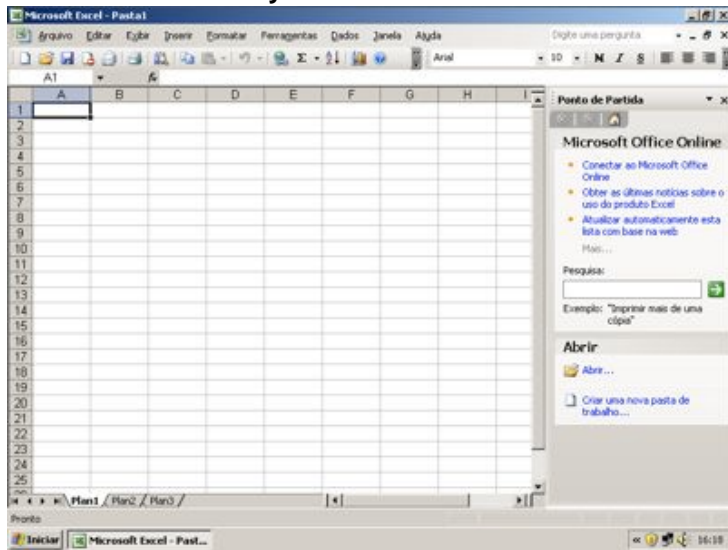 Microsoft Excel - Pasta1
Arquivo Editar Exibir Inserir Formatar Ferramentas Dados Janela Ajuda
Digite uma pergunta
Arial 10 N I S
A1 fx
A B C D E F G H I
1
2
3
4
5
6
7
8
9
10
11
12
13
14
15
16
17
18
19
20
21
22
23
24
25
Plan1 / Plan2 / Plan3 /
Pronto
Ponto de Partida
Microsoft Office Online
Conectar ao Microsoft Office
Online
Obter as últimas notícias sobre o
uso do produto Excel
Atualizar automaticamente esta
lista com base na web
Mais...
Pesquisa:
Exemplo: "Imprimir mais de uma
cópia"
Abrir
Abrir...
Criar uma nova pasta de
trabalho...
Iniciar Microsoft Excel - Past... 16:18